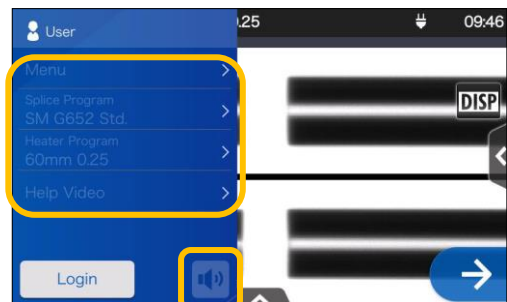 User
.25
09:46
Menu
Splice Program
SM G652 Std.
Heater Program
60mm 0.25
Help Video
DISP
Login